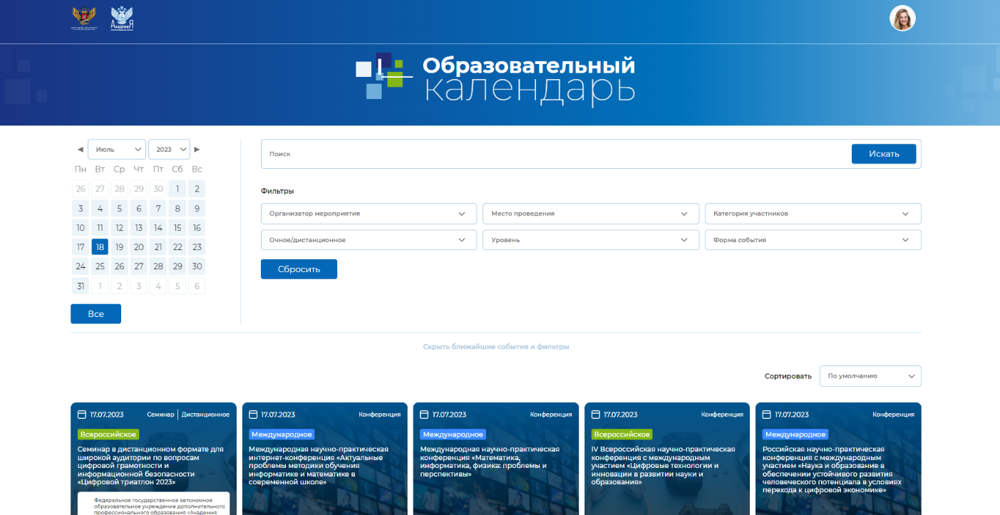 АкадемиЯ
Образовательный
календарь
Июль
2023
Пн Вт Ср Чт Пт Сб Вс
26 27 28 29 30 1 2
3 4 5 6 7 8 9
10 11 12 13 14 15 16
17 18 19 20 21 22 23
24 25 26 27 28 29 30
31 1 2 3 4 5 6
Все
Поиск
Искать
Фильтры
Организатор мероприятия
Место проведения
Категория участников
Очное/дистанционное
Уровень
Форма события
Сбросить
Скрыть ближайшие события и фильтры
Сортировать
По умолчанию
17.07.2023
Семинар | Дистанционное
Всероссийское
Семинар в дистанционном формате для
широкой аудитории по вопросам
цифровой грамотности и
информационной безопасности
«Цифровой триатлон 2023»
Федеральное государственное автономное
образовательное учреждение дополнительного
профессионального образования «Академия
17.07.2023
Конференция
Международное
Международная научно-практическая
интернет-конференция «Актуальные
проблемы методики обучения
информатике и математике в
современной школе»
17.07.2023
Конференция
Международное
Международная научно-практическая
конференция «Математика,
информатика, физика: проблемы и
перспективы»
17.07.2023
Конференция
Всероссийское
IV Всероссийская научно-практическая
конференция с международным
участием «Цифровые технологии и
инновации в развитии науки и
образования»
17.07.2023
Конференция
Международное
Российская научно-практическая
конференция с международным
участием «Наука и образование в
обеспечении устойчивого развития
человеческого потенциала в условиях
перехода к цифровой экономике»